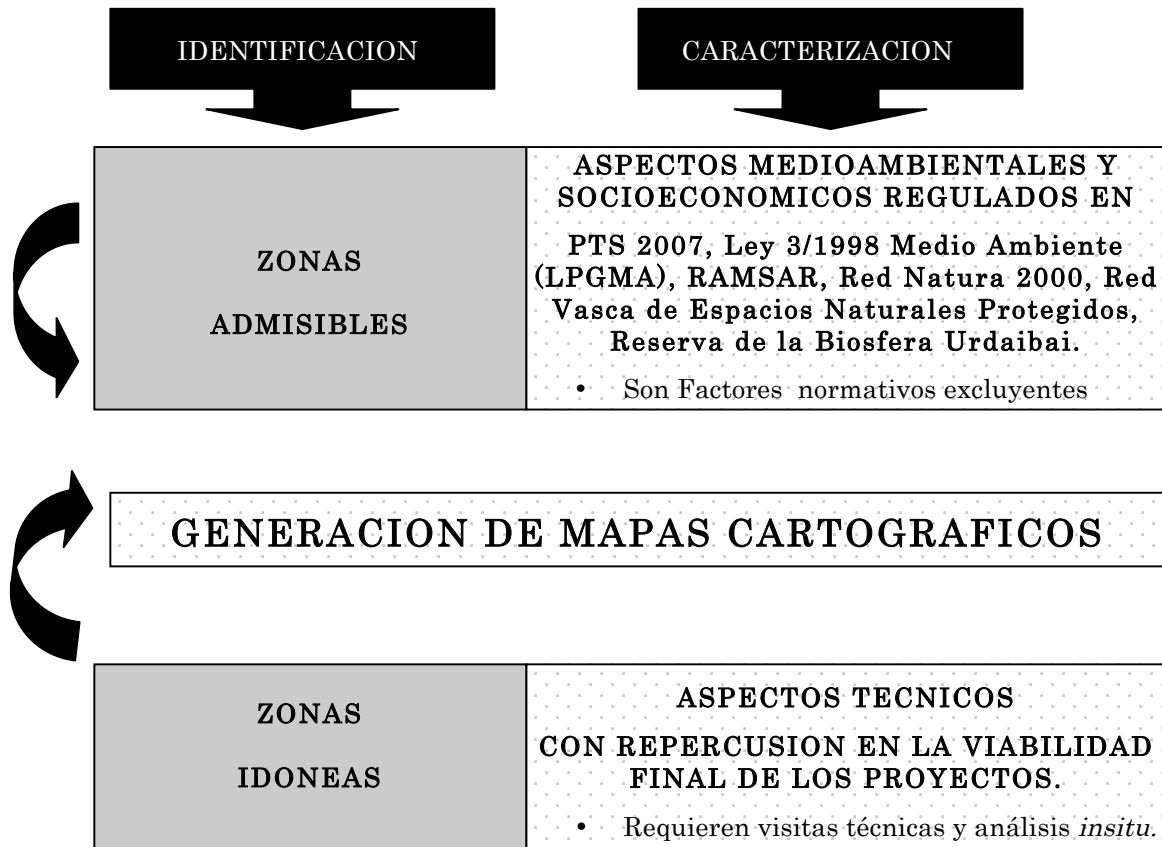 IDENTIFICACION
CARACTERIZACION
ZONAS
ADMISIBLES
ASPECTOS MEDIOAMBIENTALES Y
SOCIOECONOMICOS REGULADOS EN
PTS 2007, Ley 3/1998 Medio Ambiente
(LPGMA), RAMSAR, Red Natura 2000, Red
Vasca de Espacios Naturales Protegidos,
Reserva de la Biosfera Urdaibai.
• Son Factores normativos excluyentes
GENERACION DE MAPAS CARTOGRAFICOS
ZONAS
IDONEAS
ASPECTOS TECNICOS
CON REPERCUSION EN LA VIABILIDAD
FINAL DE LOS PROYECTOS.
• Requieren visitas técnicas y análisis insitu.